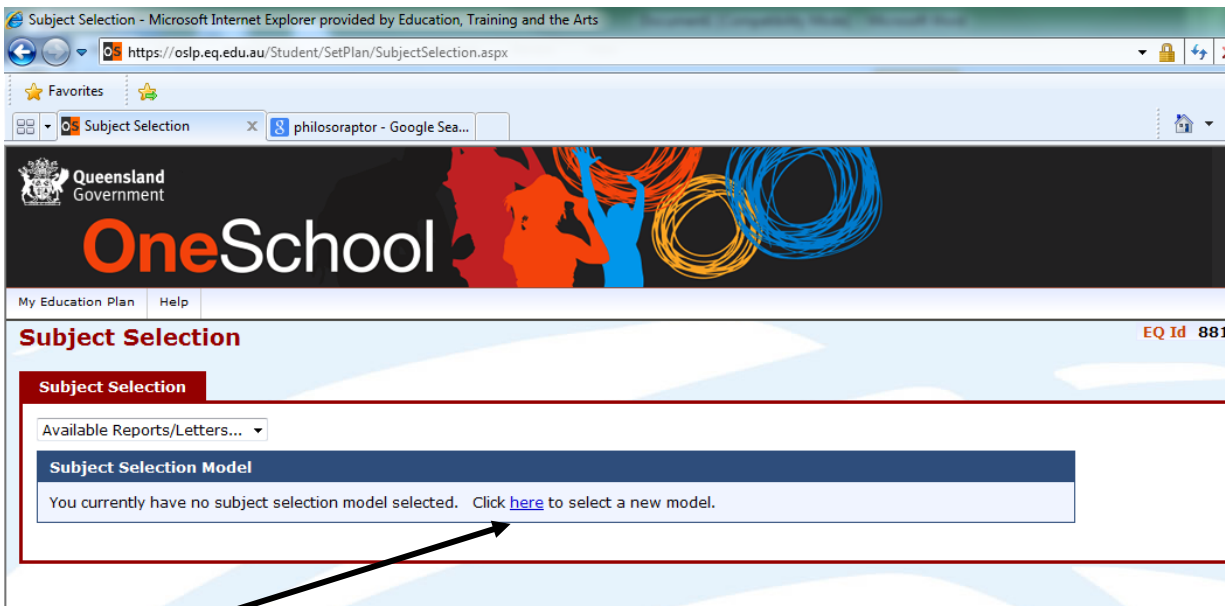 Subject Selection - Microsoft Internet Explorer provided by Education, Training and the Arts
OS https://oslp.eq.edu.au/Student/SetPlan/SubjectSelection.aspx
Favorites
OS Subject Selection x 8 philosoraptor - Google Sea...
Queensland
Government
OneSchool
My Education Plan Help
Subject Selection EQ Id 881
Subject Selection
Available Reports/Letters...
Subject Selection Model
You currently have no subject selection model selected. Click here to select a new model.